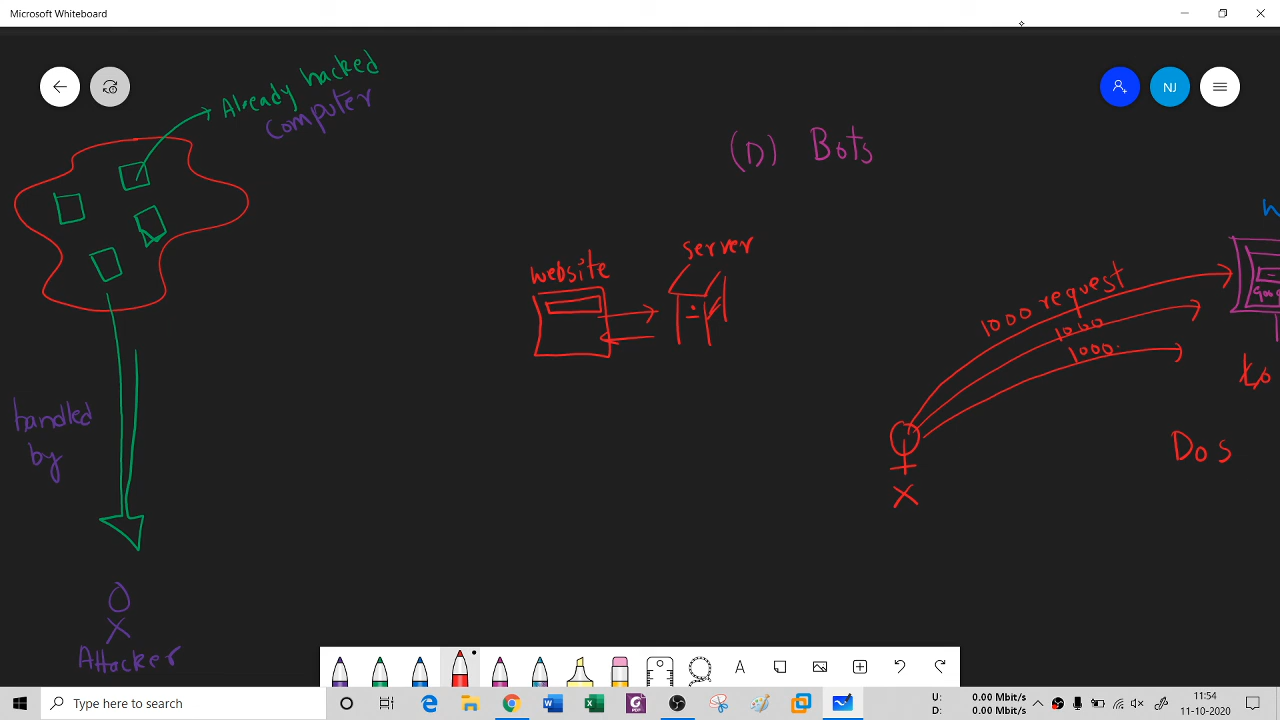 Microsoft Whiteboard
Already hacked
computer
(D) Bots
NJ
server
website
1000 request
1000
1000.
handled
by
Dos
Attacker
A
Type here to search
U: 0.00 Mbit/s
D: 0.00 Mbit/s
11:54
11-10-2020